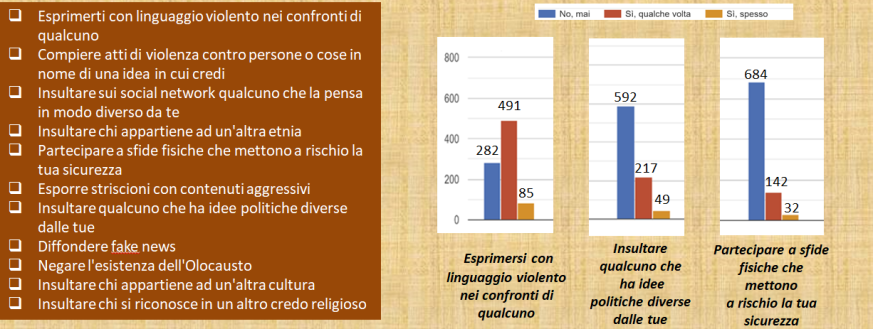 Esprimerti con linguaggio violento nei confronti di
qualcuno
Compiere atti di violenza contro persone o cose in
nome di una idea in cui credi
Insultare sui social network qualcuno che la pensa
in modo diverso da te
Insultare chi appartiene ad un'altra etnia
Partecipare a sfide fisiche che mettono a rischio la
tua sicurezza
Esporre striscioni con contenuti aggressivi
Insultare qualcuno che ha idee politiche diverse
dalle tue
Diffondere fake news
Negare l'esistenza dell'Olocausto
Insultare chi appartiene ad un'altra cultura
Insultare chi si riconosce in un altro credo religioso
No, mai Sì, qualche volta Sì, spesso
800
600
400
200
0
282
491
85
592
217
49
684
142
32
Esprimersi con
linguaggio violento
nei confronti di
qualcuno
Insultare
qualcuno che
ha idee
politiche diverse
dalle tue
Partecipare a sfide
fisiche che
mettono
a rischio la tua
sicurezza